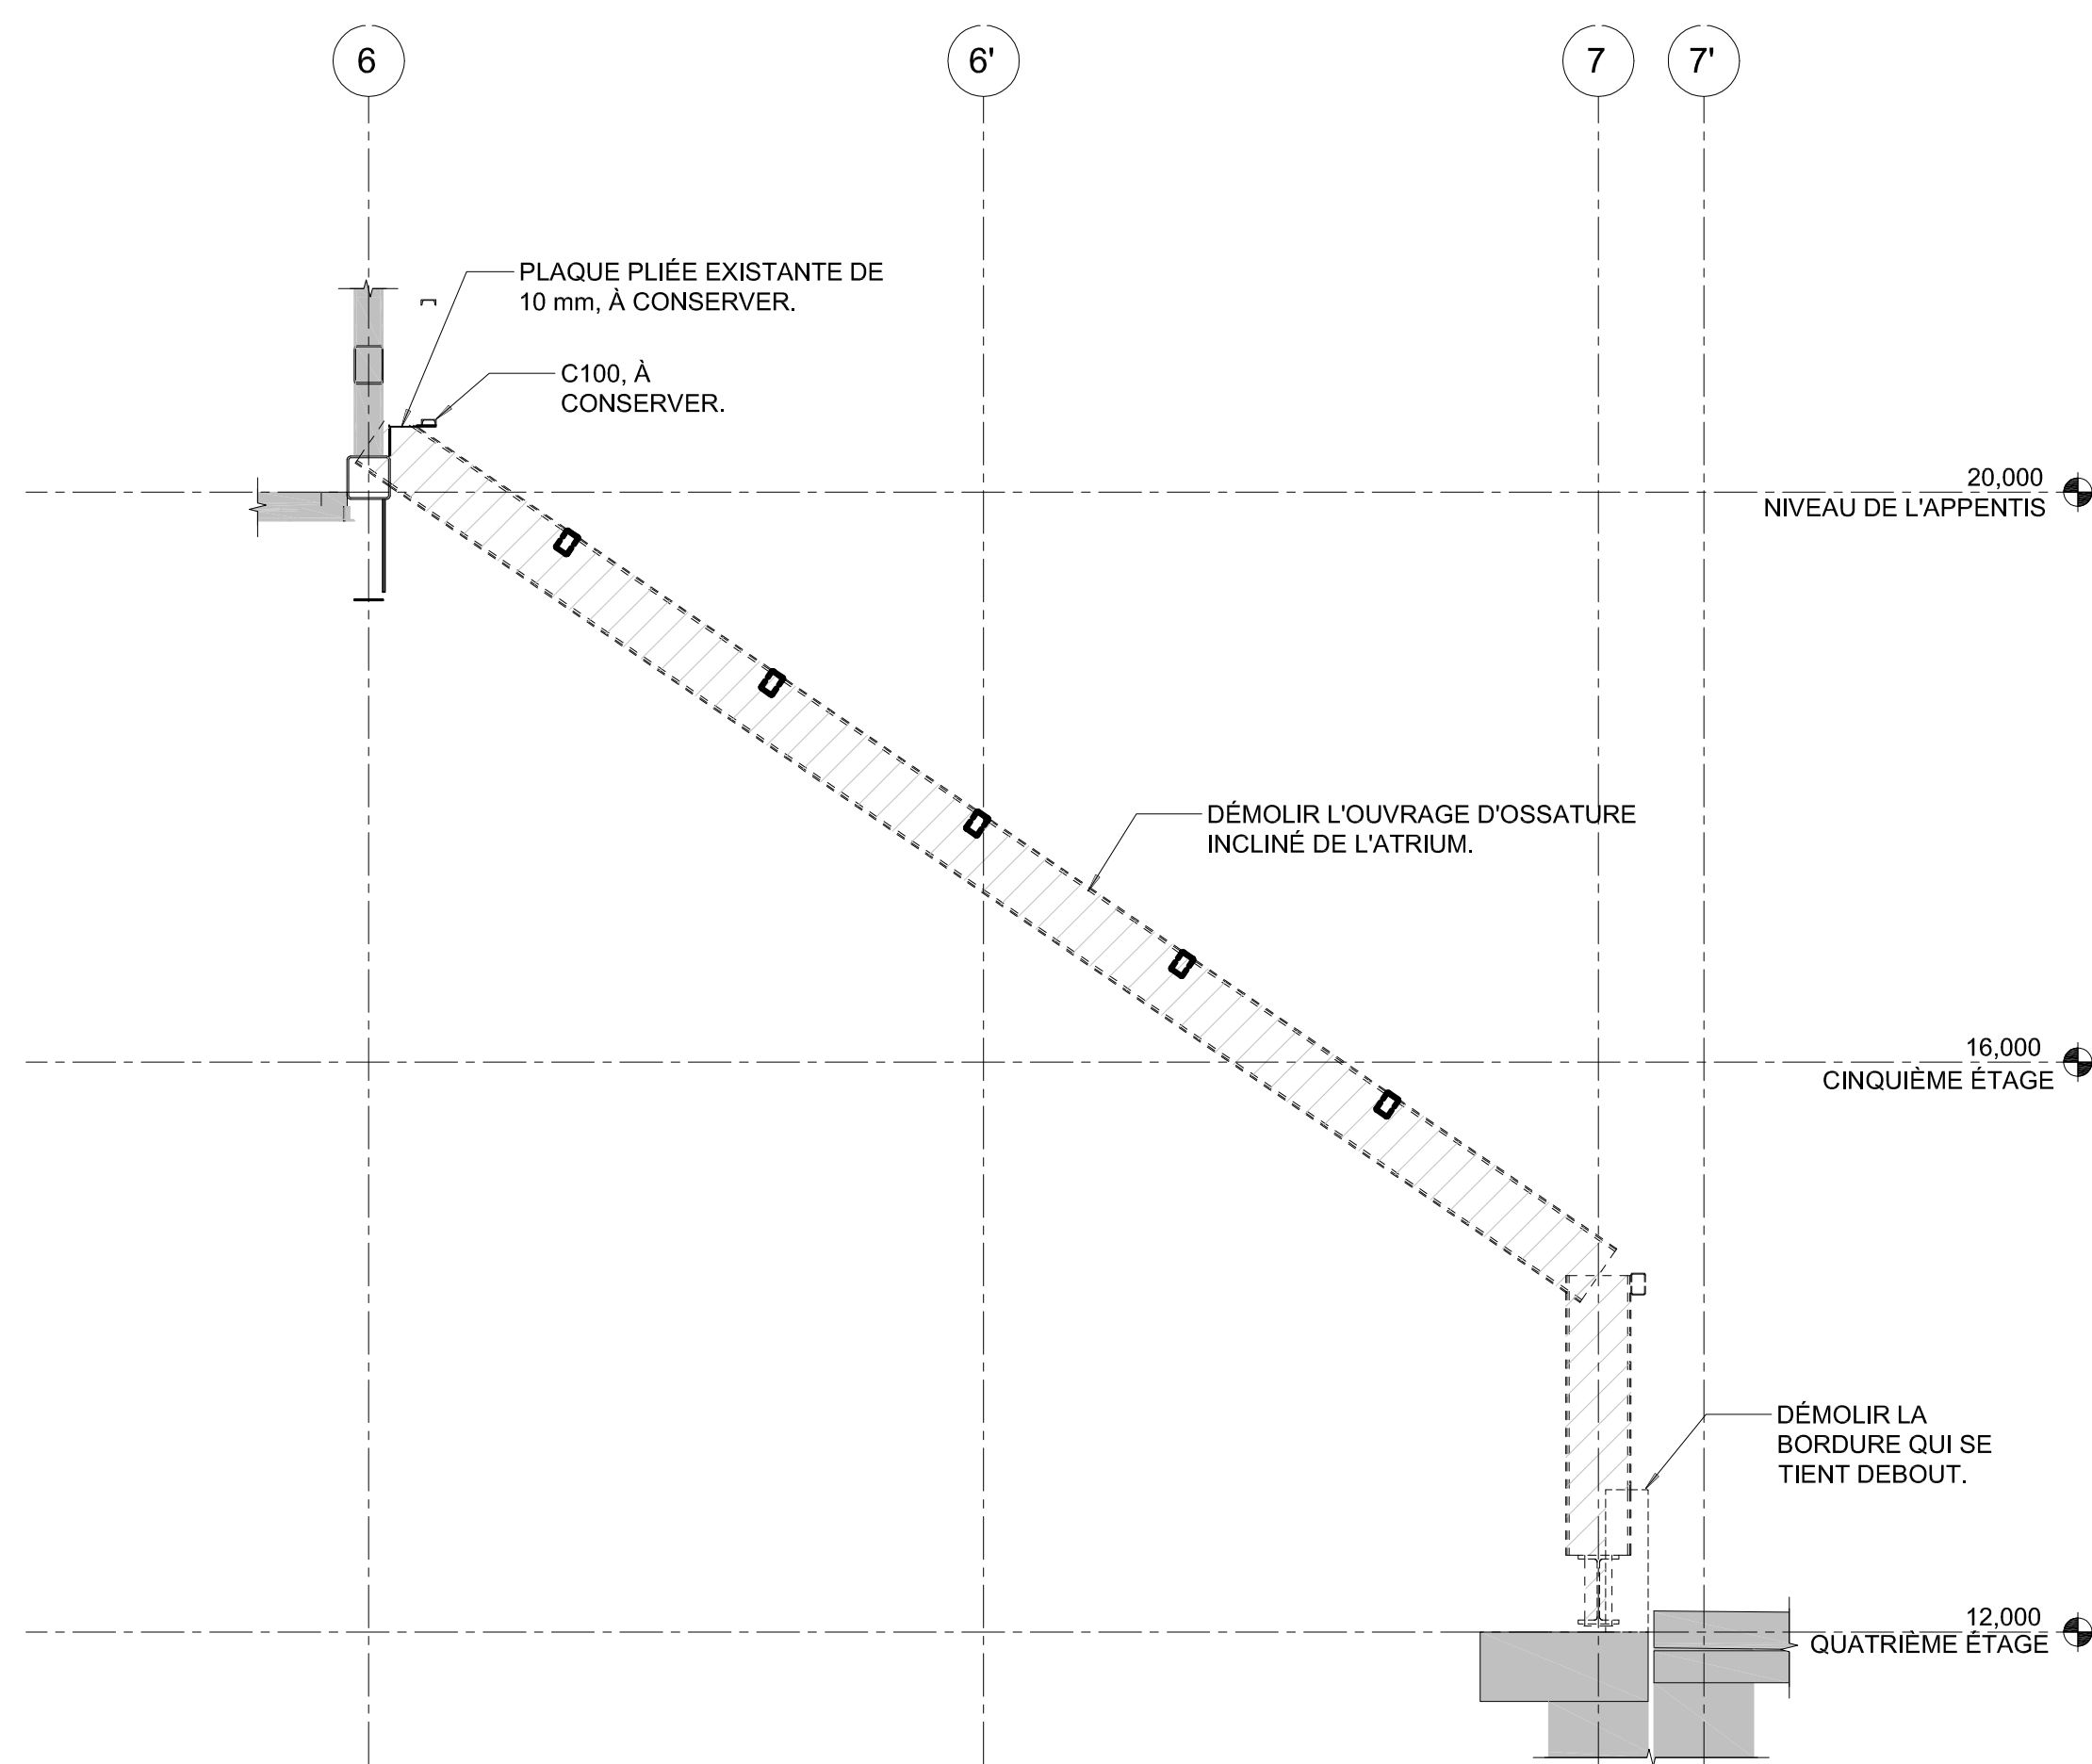 6
6'
7
7'
PLAQUE PLIÉE EXISTANTE DE
10 mm, À CONSERVER.
C100, À
CONSERVER.
20,000
NIVEAU DE L'APPENTIS
DÉMOLIR L'OUVRAGE D'OSSATURE
INCLINÉ DE L'ATRIUM.
16,000
CINQUIÈME ÉTAGE
DÉMOLIR LA
BORDURE QUI SE
TIENT DEBOUT.
12,000
QUATRIÈME ÉTAGE